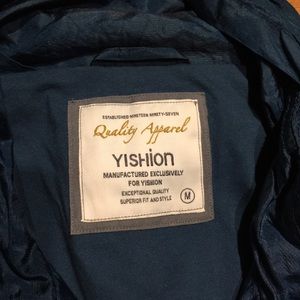 ESTABLISHED NINETEEN NINETY-SEVEN
Quality Apparel
YISHION
MANUFACTURED EXCLUSIVELY
FOR YISHION
EXCEPTIONAL QUALITY
SUPERIOR FIT AND STYLE
M